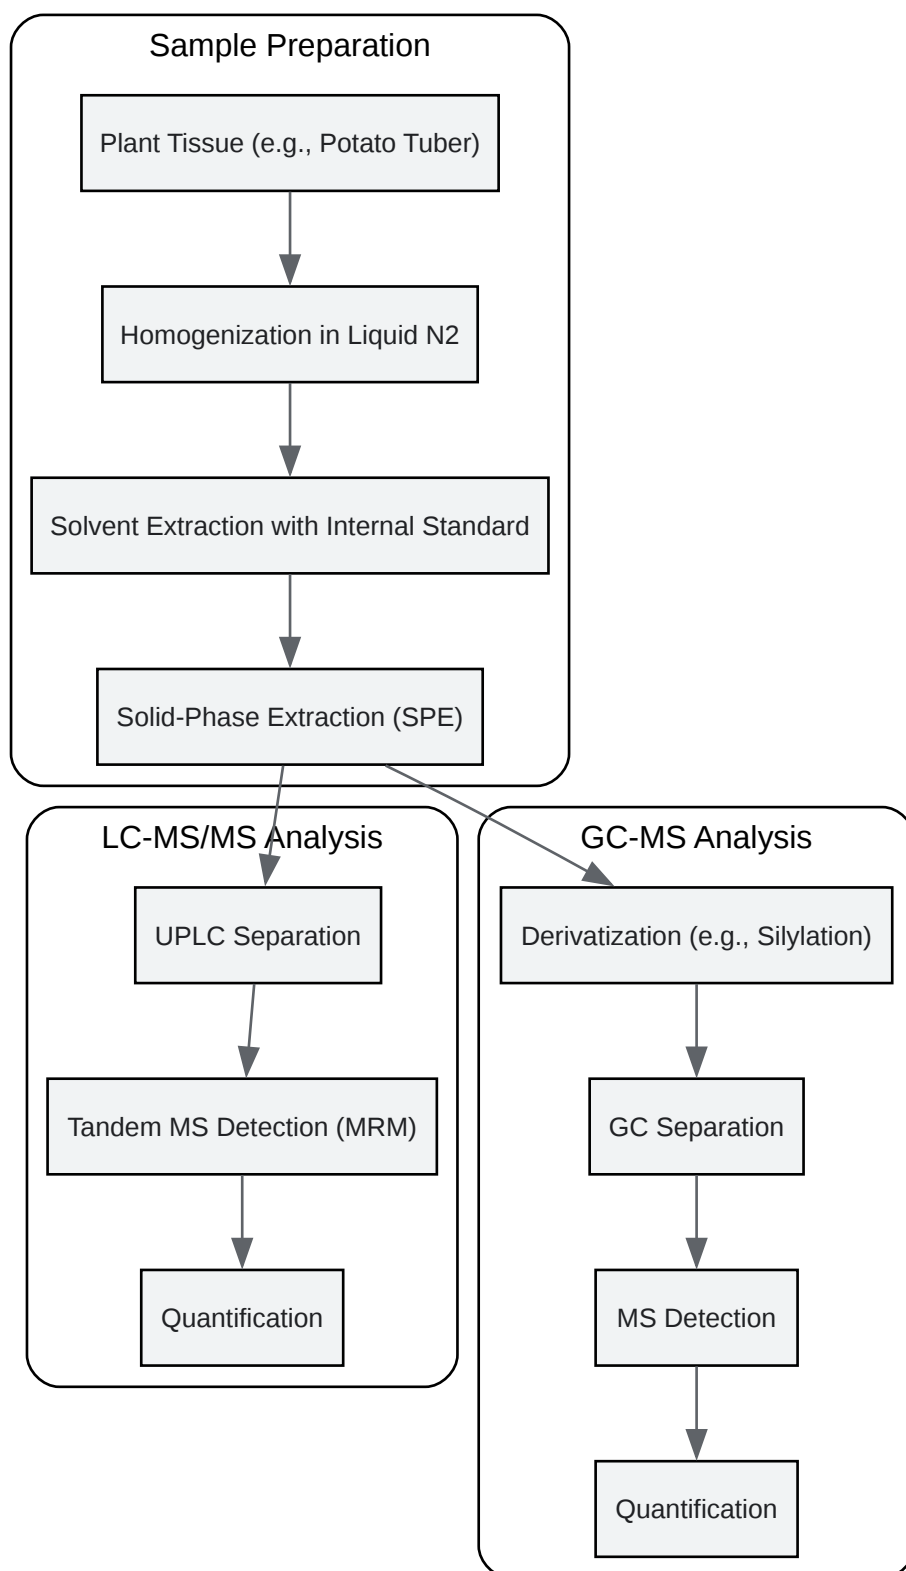 Sample Preparation
Plant Tissue (e.g., Potato Tuber)
Homogenization in Liquid N2
Solvent Extraction with Internal Standard
Solid-Phase Extraction (SPE)
LC-MS/MS Analysis
UPLC Separation
Tandem MS Detection (MRM)
Quantification
GC-MS Analysis
Derivatization (e.g., Silylation)
GC Separation
MS Detection
Quantification